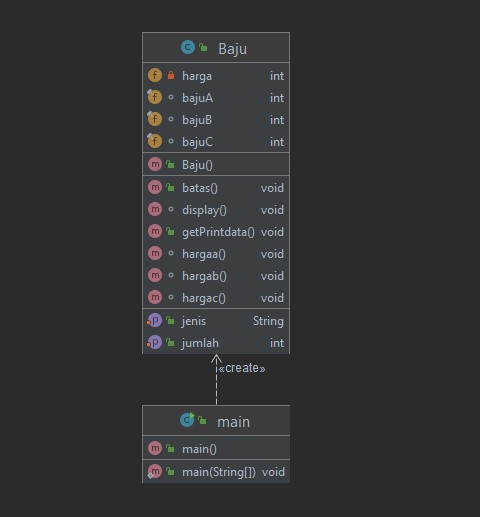 Baju
harga int
bajuA int
bajuB int
bajuC int
Baju()
batas() void
display() void
getPrintdata() void
hargaa() void
hargab() void
hargac() void
jenis String
jumlah int
«create»
main
main()
main(String[]) void